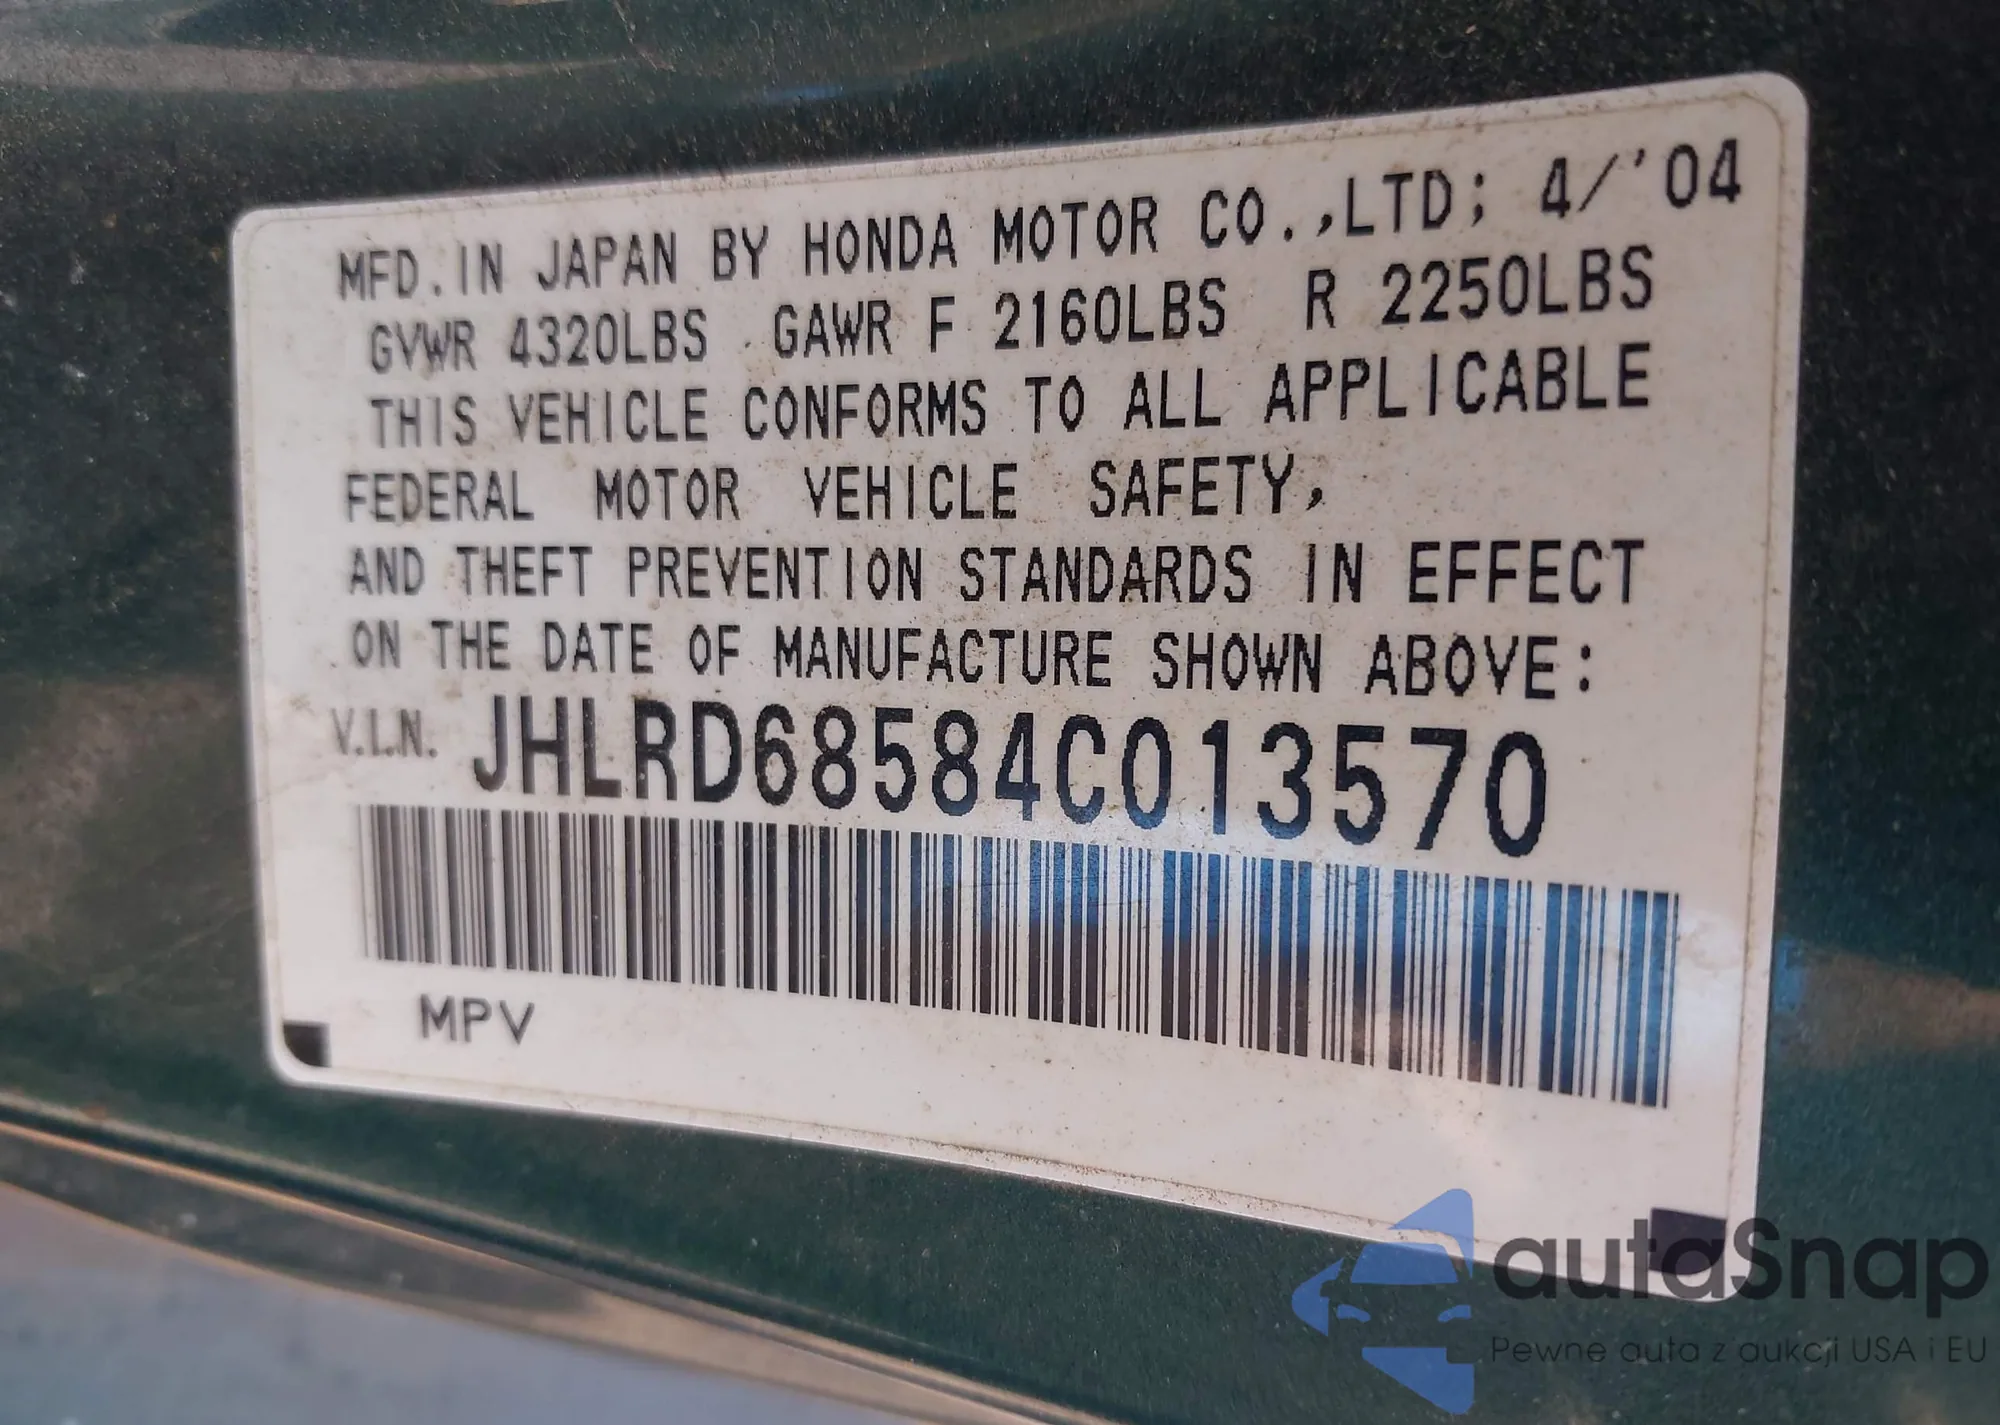 MFD. IN JAPAN BY HONDA MOTOR CO.,LTD; 4/'04
GVWR 4320LBS GAWR F 2160LBS R 2250LBS
THIS VEHICLE CONFORMS TO ALL APPLICABLE
FEDERAL MOTOR VEHICLE SAFETY,
AND THEFT PREVENTION STANDARDS IN EFFECT
ON THE DATE OF MANUFACTURE SHOWN ABOVE:
V.I.N. JHLRD68584C013570
MPV
autaSnap
Pewne auta z aukcji USA i EU